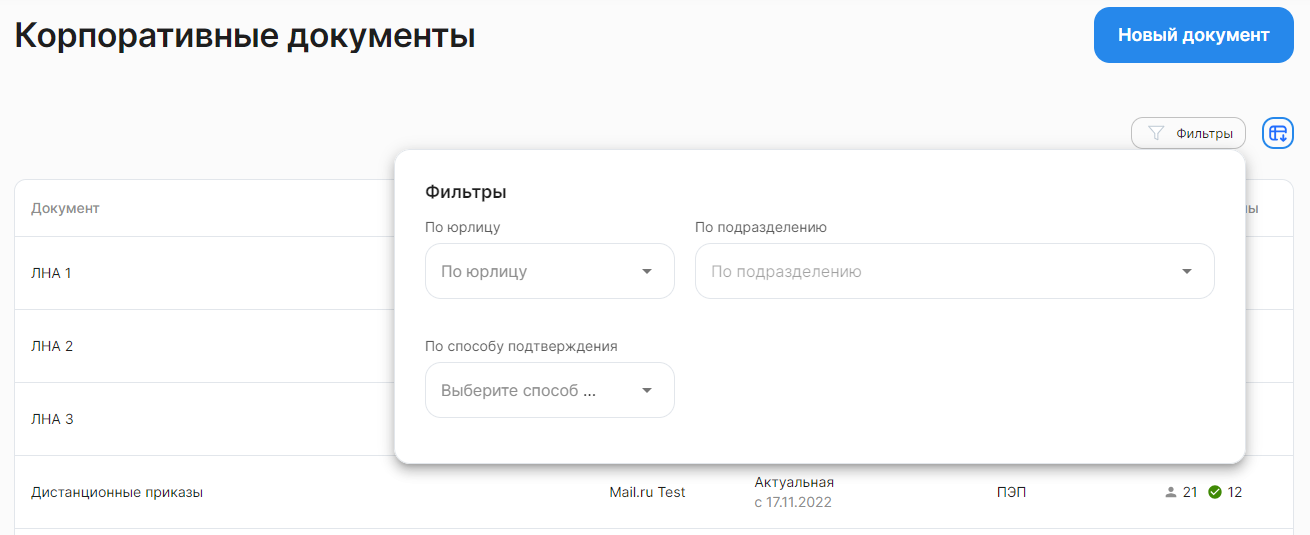 Корпоративные документы
Новый документ
Фильтры
Фильтры
По юрлицу
По подразделению
По юрлицу
По подразделению
По способу подтверждения
Выберите способ ...
Документ
ЛНА 1
ЛНА 2
ЛНА 3
Дистанционные приказы
Mail.ru Test
Актуальная
с 17.11.2022
ПЭП
21
12